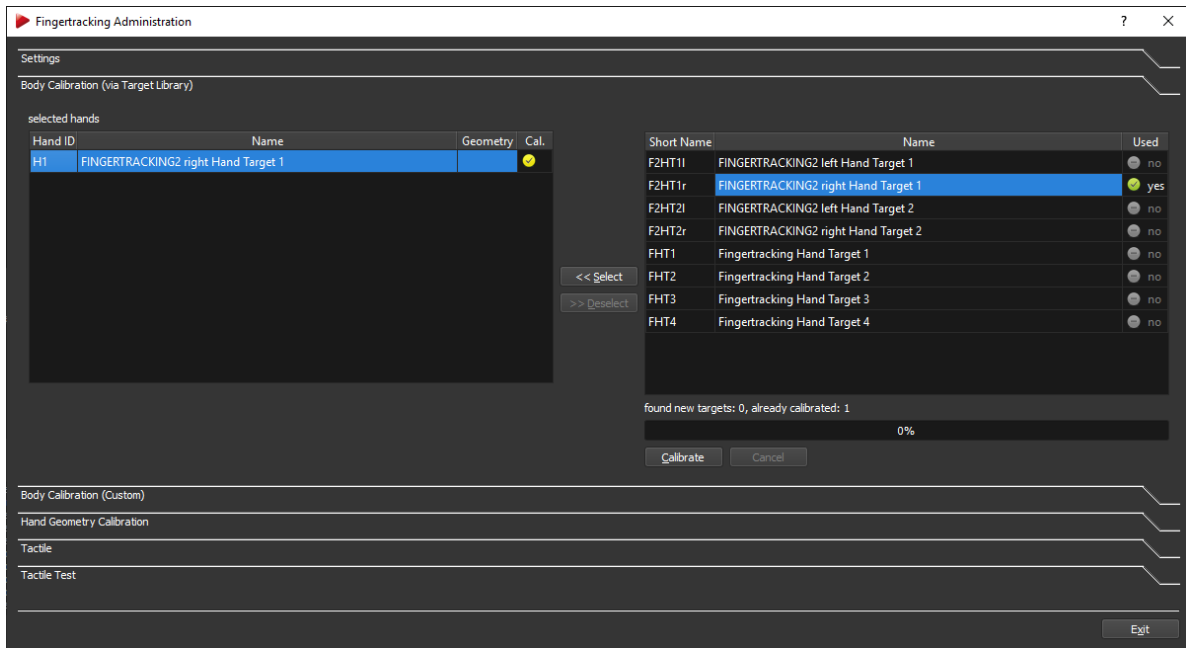 Fingertracking Administration ? ×
Settings
Body Calibration (via Target Library)
selected hands
Hand ID Name Geometry Cal.
H1 FINGERTRACKING2 right Hand Target 1
<< Select
>> Deselect
Short Name Name Used
F2HT1l FINGERTRACKING2 left Hand Target 1 no
F2HT1r FINGERTRACKING2 right Hand Target 1 yes
F2HT2l FINGERTRACKING2 left Hand Target 2 no
F2HT2r FINGERTRACKING2 right Hand Target 2 no
FHT1 Fingertracking Hand Target 1 no
FHT2 Fingertracking Hand Target 2 no
FHT3 Fingertracking Hand Target 3 no
FHT4 Fingertracking Hand Target 4 no
found new targets: 0, already calibrated: 1
0%
Calibrate Cancel
Body Calibration (Custom)
Hand Geometry Calibration
Tactile
Tactile Test
Exit